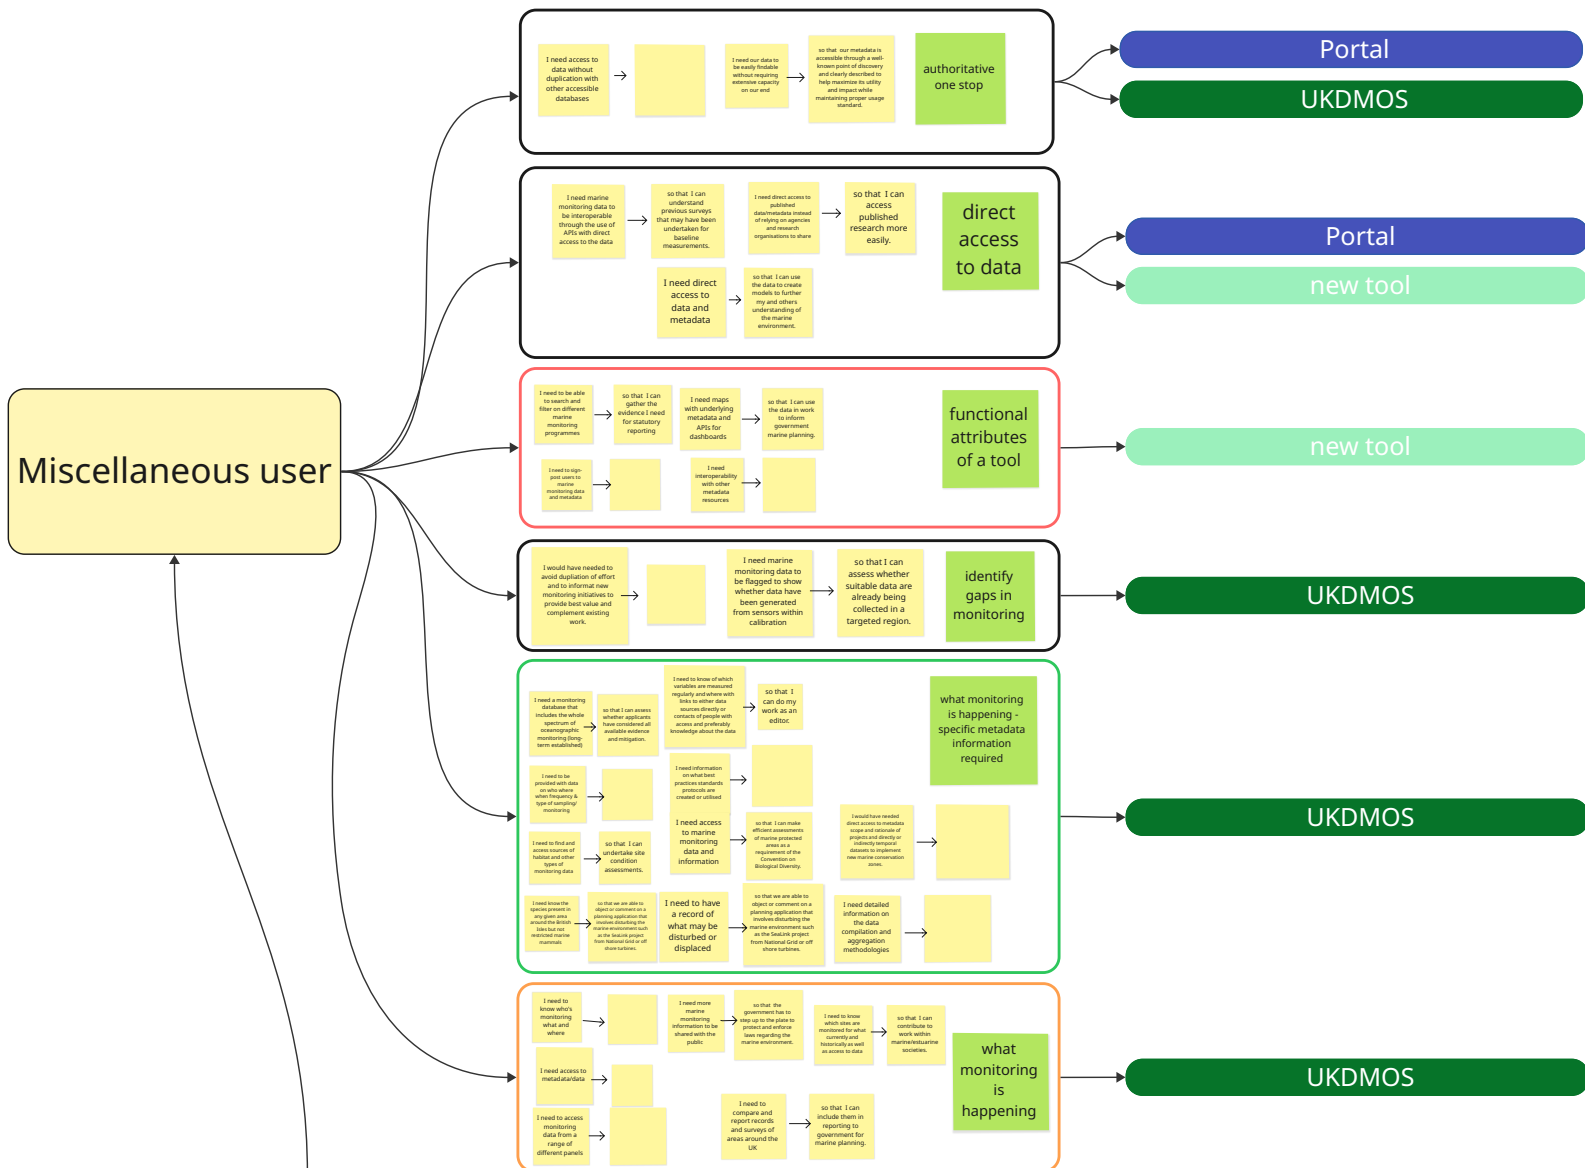 Miscellaneous user
I need access to
data without
duplication with
other accessible
databases
I need our data to
be easily findable
without requiring
extensive capacity
on our end
so that  our metadata is
accessible through a well-
known point of discovery
and clearly described to
help maximize its utility
and impact while
maintaining proper usage
standard.
authoritative
one stop
Portal
UKDMOS
I need marine
monitoring data to
be interoperable
through the use of
APIs with direct
access to the data
so that  I can
understand
previous surveys
that may have been
undertaken for
baseline
measurements.
I need direct access to
published
data/metadata instead
of relying on agencies
and research
organisations to share
so that  I can
access
published
research more
easily.
I need direct
access to
data and
metadata
so that  I can use
the data to create
models to further
my and others
understanding of
the marine
environment.
direct
access
to data
Portal
new tool
I need to be able
to search and
filter on different
marine
monitoring
programmes
so that  I can
gather the
evidence I need
for statutory
reporting
I need maps
with underlying
metadata and
APIs for
dashboards
so that  I can use
the data in work
to inform
government
marine planning.
I need to sign-
post users to
marine
monitoring data
and metadata
I need
interoperability
with other
metadata
resources
functional
attributes
of a tool
new tool
I would have needed to
avoid dupliation of effort
and to informat new
monitoring initiatives to
provide best value and
complement existing
work.
I need marine
monitoring data to
be flagged to show
whether data have
been generated
from sensors within
calibration
so that I can
assess whether
suitable data are
already being
collected in a
targeted region.
identify
gaps in
monitoring
UKDMOS
I need a monitoring
database that
includes the whole
spectrum of
oceanographic
monitoring (long-
term established)
so that I can assess
whether applicants
have considered all
available evidence
and mitigation.
I need to know of which
variables are measured
regularly and where with
links to either data
sources directly or
contacts of people with
access and preferably
knowledge about the data
so that  I
can do my
work as an
editor.
I need to be
provided with data
on who where
when frequency &
type of sampling/
monitoring
I need information
on what best
practices standards
protocols are
created or utilised
I need to find and
access sources of
habitat and other
types of
monitoring data
so that  I can
undertake site
condition
assessments.
I need access
to marine
monitoring
data and
information
so that  I can make
efficient assessments
of marine protected
areas as a
requirement of the
Convention on
Biological Diversity.
I would have needed
direct access to metadata
scope and rationale of
projects and directly or
indirectly temporal
datasets to implement
new marine conservation
zones.
I need know the
species present in
any given area
around the British
Isles but not
restricted marine
mammals
so that we are able to
object or comment on a
planning application that
involves disturbing the
marine environment such
as the SeaLink project
from National Grid or off
shore turbines.
I need to have
a record of
what may be
disturbed or
displaced
so that we are able to
object or comment on a
planning application that
involves disturbing the
marine environment such
as the SeaLink project
from National Grid or off
shore turbines.
I need detailed
information on
the data
compilation and
aggregation
methodologies
what monitoring
is happening -
specific metadata
information
required
UKDMOS
I need to
know who's
monitoring
what and
where
I need more
marine
monitoring
information to be
shared with the
public
so that  the
government has to
step up to the plate to
protect and enforce
laws regarding the
marine environment.
I need to know
which sites are
monitored for what
currently and
historically as well
as access to data
so that  I can
contribute to
work within
marine/estuarine
societies.
I need access to
metadata/data
I need to access
monitoring
data from a
range of
different panels
I need to
compare and
report records
and surveys of
areas around the
UK
so that  I can
include them in
reporting to
government for
marine planning.
what
monitoring
is
happening
UKDMOS